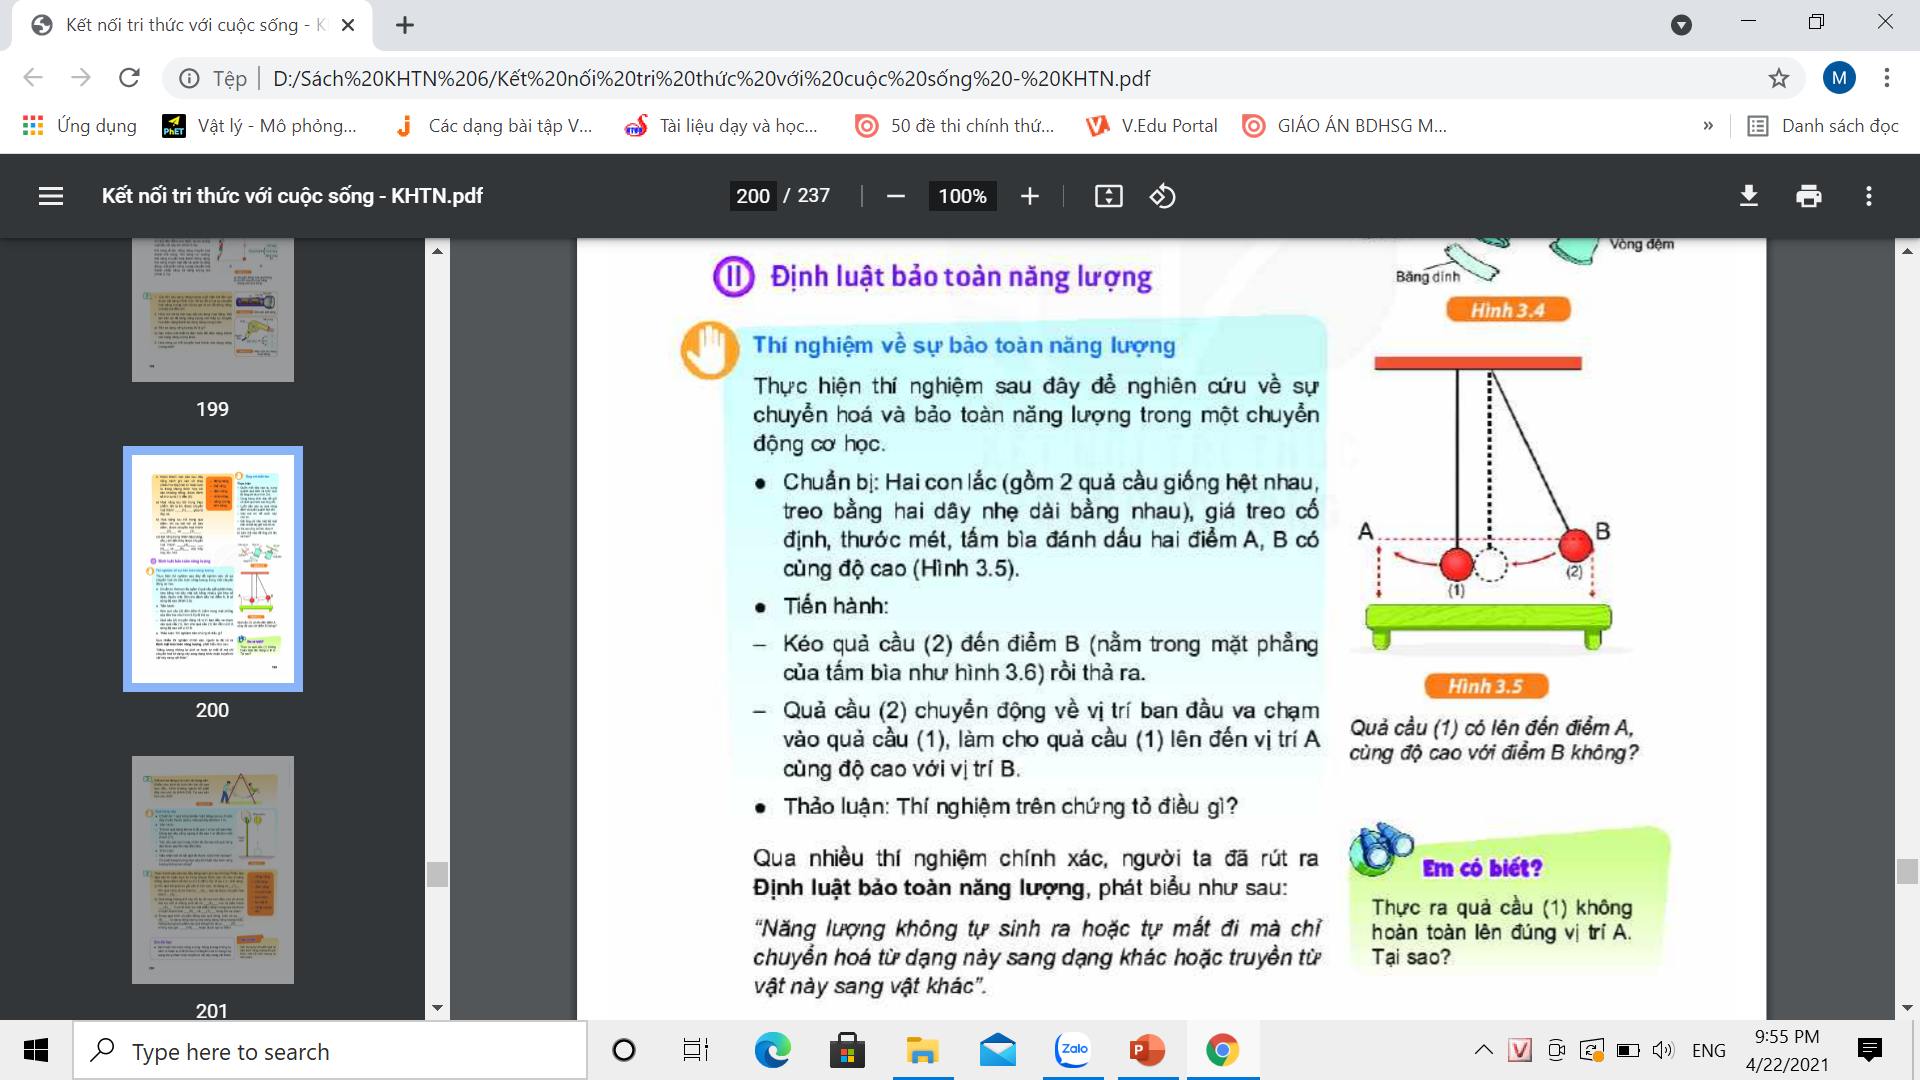 Kết nối tri thức với cuộc sống - K
Tệp
D:/Sách%20KHTN%206/Kết%20nối%20tri%20thức%20với%20cuộc%20sống%20-%20KHTN.pdf
M
Ứng dụng
PhET
Vật lý - Mô phỏng...
Các dạng bài tập V...
Tài liệu dạy và học...
50 đề thi chính thứ...
V.Edu Portal
GIÁO ÁN BDHSG M...
»
Danh sách đọc
Kết nối tri thức với cuộc sống - KHTN.pdf
200 / 237
100%
199
200
201
Vòng đệm
Băng dính
Hình 3.4
II Định luật bảo toàn năng lượng
Thí nghiệm về sự bảo toàn năng lượng
Thực hiện thí nghiệm sau đây để nghiên cứu về sự
chuyển hoá và bảo toàn năng lượng trong một chuyển
động cơ học.
● Chuẩn bị: Hai con lắc (gồm 2 quả cầu giống hệt nhau,
treo bằng hai dây nhẹ dài bằng nhau), giá treo cố
định, thước mét, tấm bìa đánh dấu hai điểm A, B có
cùng độ cao (Hình 3.5).
● Tiến hành:
– Kéo quả cầu (2) đến điểm B (nằm trong mặt phẳng
của tấm bìa như hình 3.6) rồi thả ra.
– Quả cầu (2) chuyển động về vị trí ban đầu va chạm
vào quả cầu (1), làm cho quả cầu (1) lên đến vị trí A
cùng độ cao với vị trí B.
● Thảo luận: Thí nghiệm trên chứng tỏ điều gì?
Qua nhiều thí nghiệm chính xác, người ta đã rút ra
Định luật bảo toàn năng lượng, phát biểu như sau:
"Năng lượng không tự sinh ra hoặc tự mất đi mà chỉ
chuyển hoá từ dạng này sang dạng khác hoặc truyền từ
vật này sang vật khác".
A
B
(1)
(2)
Hình 3.5
Quả cầu (1) có lên đến điểm A,
cùng độ cao với điểm B không?
Em có biết?
Thực ra quả cầu (1) không
hoàn toàn lên đúng vị trí A.
Tại sao?
Type here to search
Zalo
ENG
9:55 PM
4/22/2021